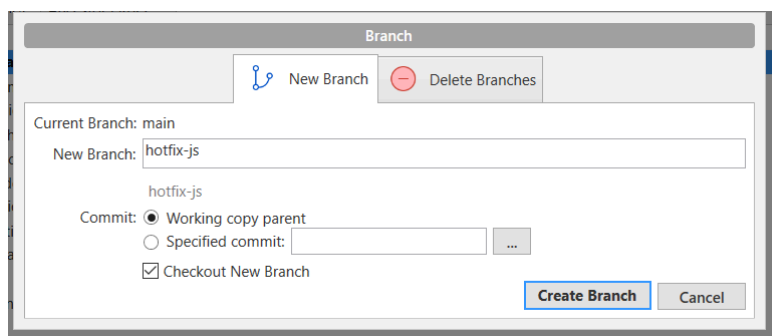 Branch
New Branch
Delete Branches
Current Branch: main
New Branch: hotfix-js
hotfix-js
Commit: Working copy parent
Specified commit: ...
Checkout New Branch
Create Branch Cancel